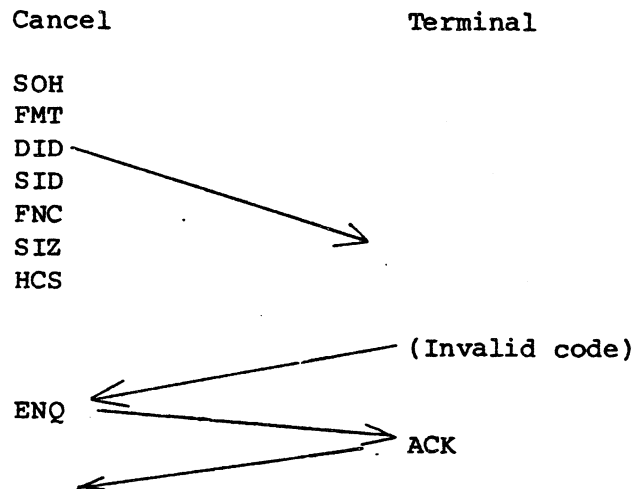 Cancel Terminal
SOH
FMT
DID
SID
FNC
SIZ
HCS
(Invalid code)
ENQ
ACK